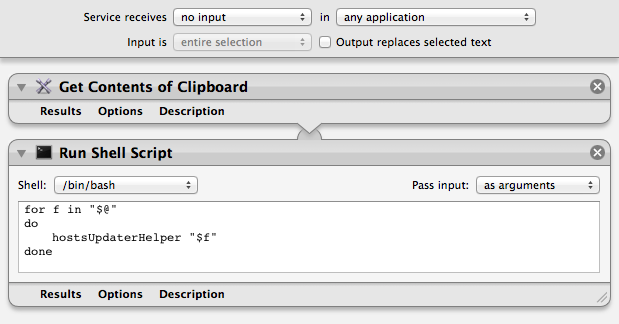 Service receives no input in any application
Input is entire selection Output replaces selected text
Get Contents of Clipboard
Results Options Description
Run Shell Script
Shell: /bin/bash Pass input: as arguments
for f in "$@"
do
    hostsUpdaterHelper "$f"
done
Results Options Description